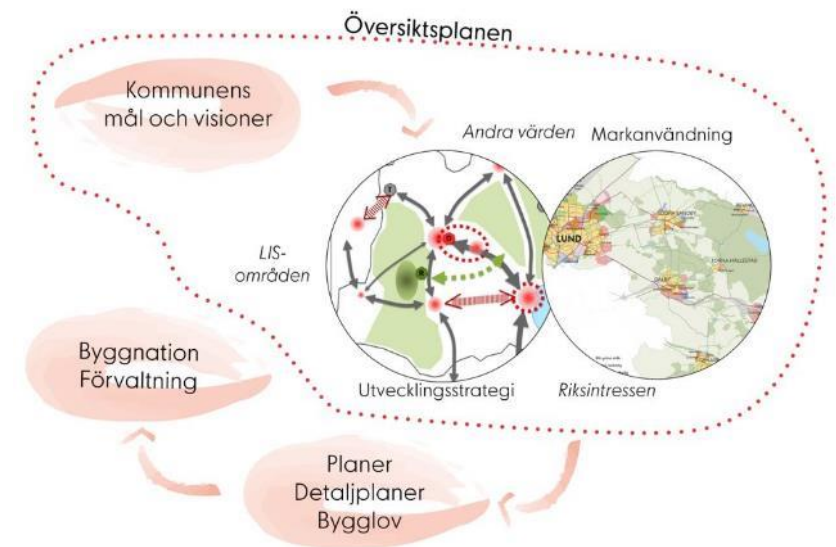 Översiktsplanen
Kommunens
mål och visioner
Andra värden
Markanvändning
LIS-
områden
LUND
Utvecklingsstrategi
Riksintressen
Byggnation
Förvaltning
Planer
Detaljplaner
Bygglov